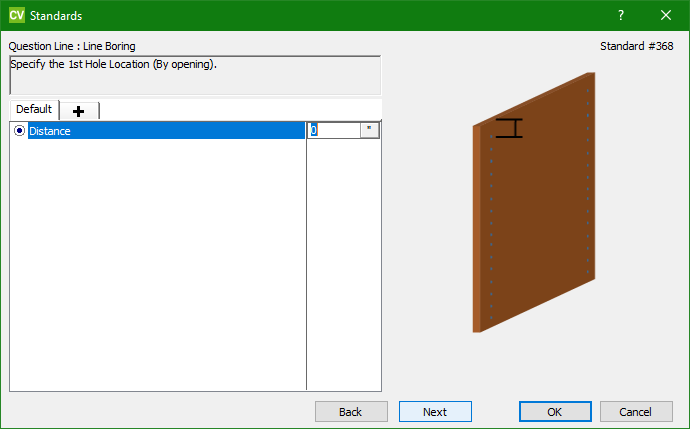 CV Standards
?
Question Line : Line Boring
Standard #368
Specify the 1st Hole Location (By opening).
Default
Distance 0 "
Back Next OK Cancel